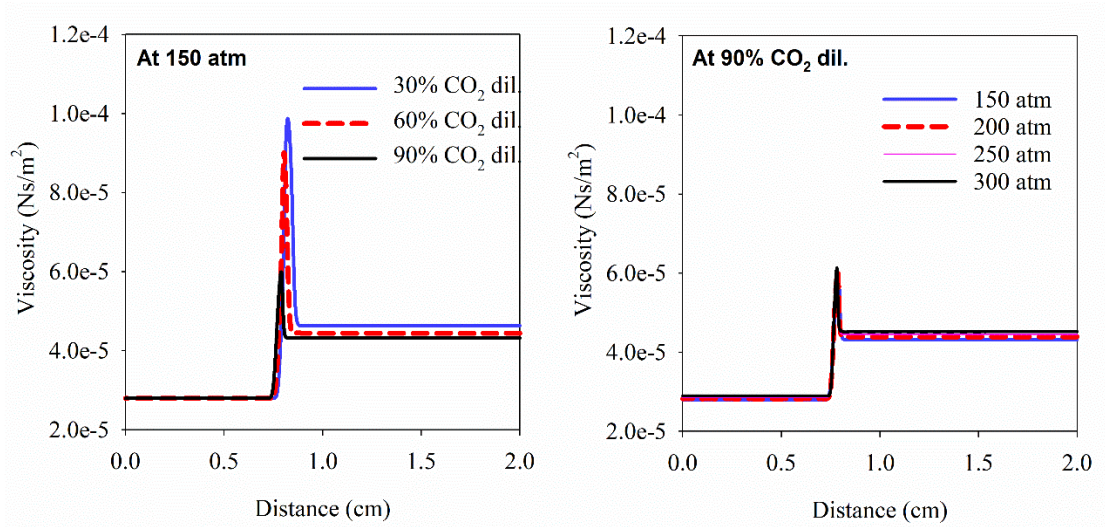 At 150 atm
30% CO₂ dil.
60% CO₂ dil.
90% CO₂ dil.
Viscosity (Ns/m²)
1.2e-4
1.0e-4
8.0e-5
6.0e-5
4.0e-5
2.0e-5
0.0 0.5 1.0 1.5 2.0
Distance (cm)
At 90% CO₂ dil.
150 atm
200 atm
250 atm
300 atm
Viscosity (Ns/m²)
1.2e-4
1.0e-4
8.0e-5
6.0e-5
4.0e-5
2.0e-5
0.0 0.5 1.0 1.5 2.0
Distance (cm)